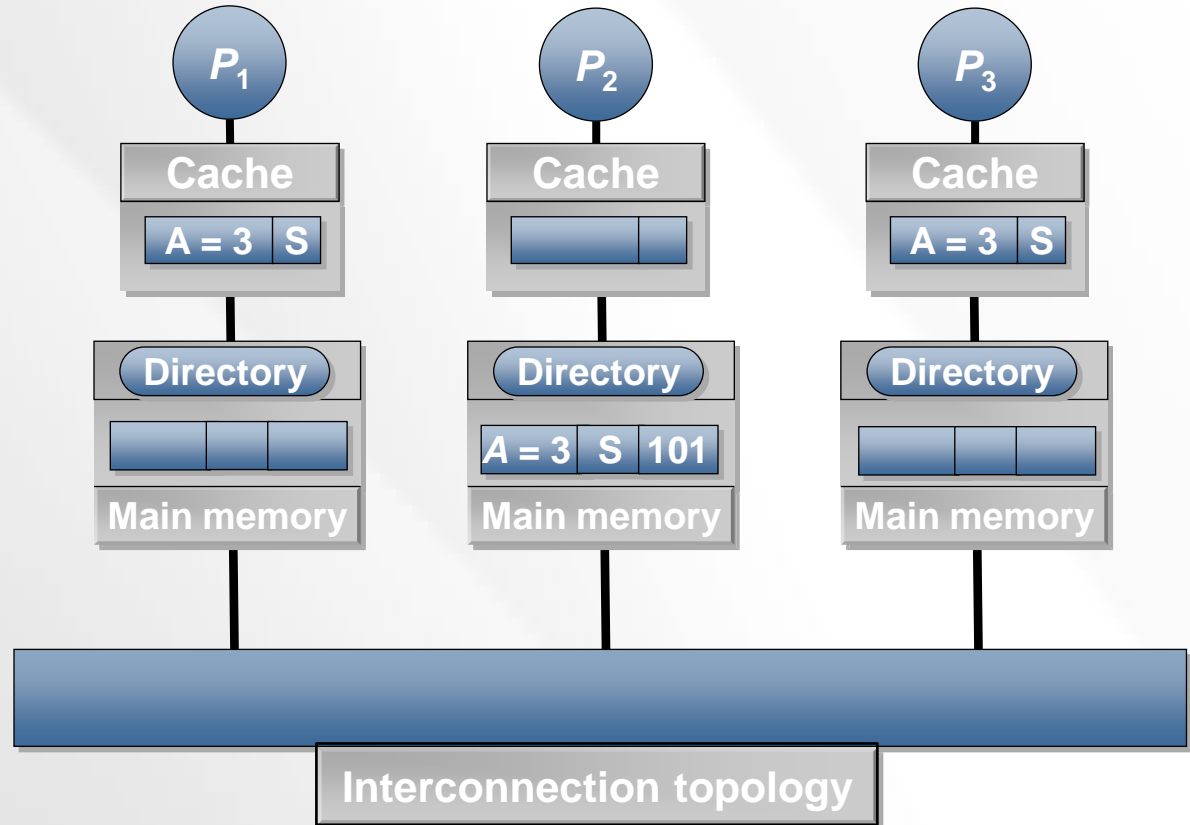 P1 P2 P3
Cache Cache Cache
A = 3 S A = 3 S
Directory Directory Directory
A = 3 S 101
Main memory Main memory Main memory
Interconnection topology